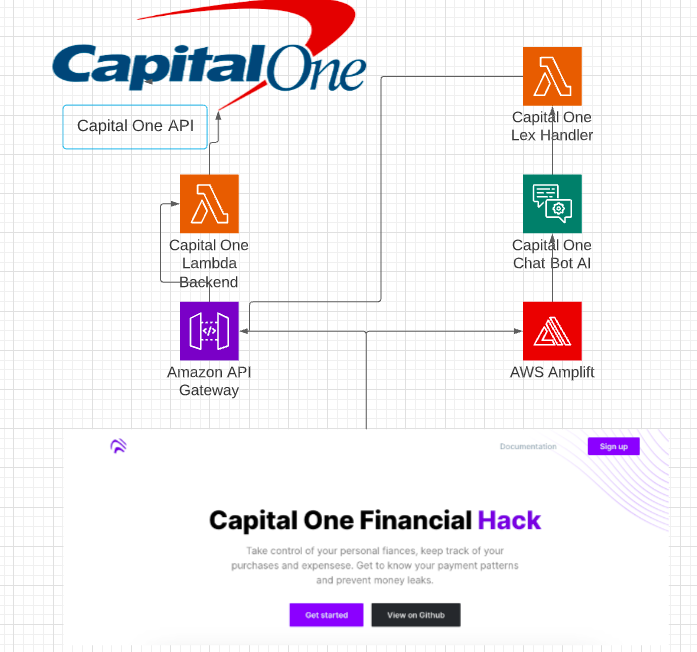 Capital One
Capital One API
Capital One
Lex Handler
Capital One
Lambda
Backend
Capital One
Chat Bot AI
Amazon API
Gateway
AWS Amplift
Documentation
Sign up
Capital One Financial Hack
Take control of your personal fiances, keep track of your
purchases and expensese. Get to know your payment patterns
and prevent money leaks.
Get started
View on Github